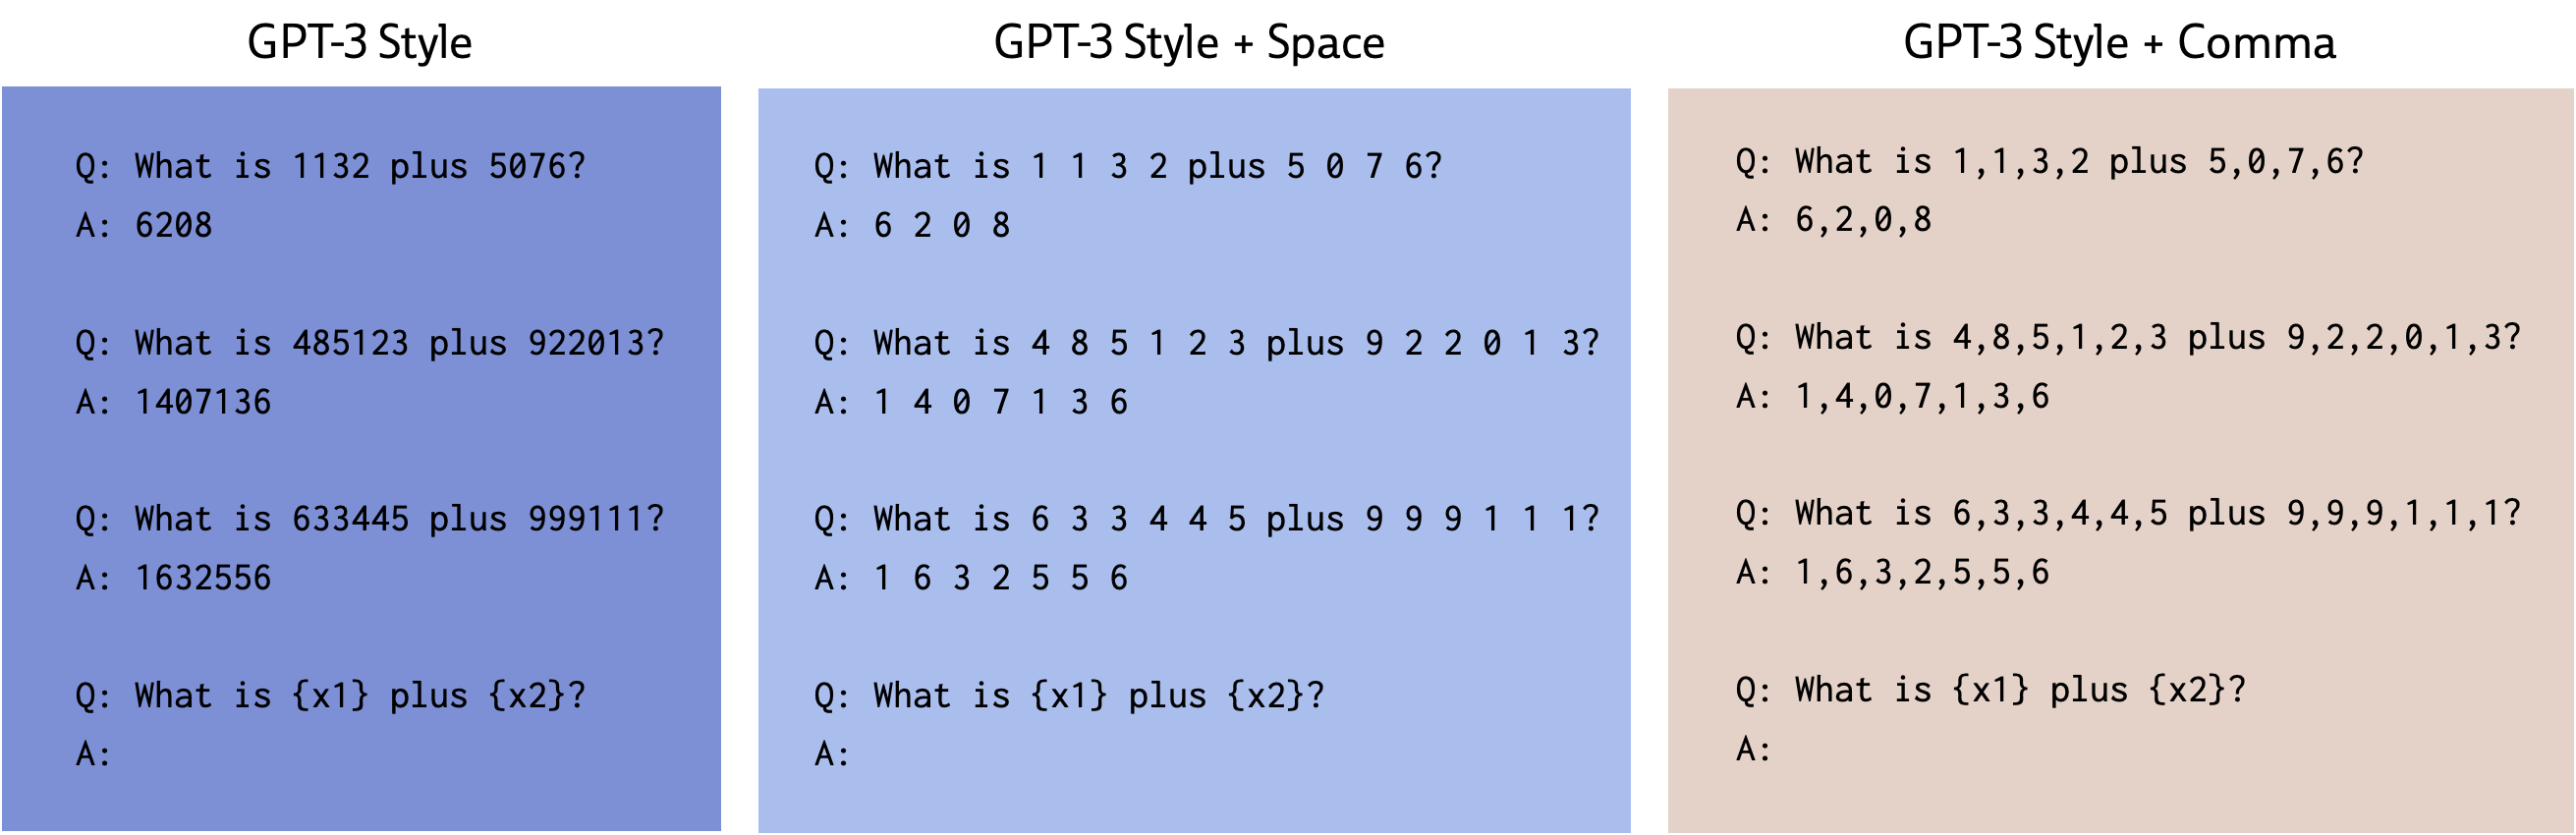 GPT-3 Style
Q: What is 1132 plus 5076?
A: 6208
Q: What is 485123 plus 922013?
A: 1407136
Q: What is 633445 plus 999111?
A: 1632556
Q: What is {x1} plus {x2}?
A:
GPT-3 Style + Space
Q: What is 1 1 3 2 plus 5 0 7 6?
A: 6 2 0 8
Q: What is 4 8 5 1 2 3 plus 9 2 2 0 1 3?
A: 1 4 0 7 1 3 6
Q: What is 6 3 3 4 4 5 plus 9 9 9 1 1 1?
A: 1 6 3 2 5 5 6
Q: What is {x1} plus {x2}?
A:
GPT-3 Style + Comma
Q: What is 1,1,3,2 plus 5,0,7,6?
A: 6,2,0,8
Q: What is 4,8,5,1,2,3 plus 9,2,2,0,1,3?
A: 1,4,0,7,1,3,6
Q: What is 6,3,3,4,4,5 plus 9,9,9,1,1,1?
A: 1,6,3,2,5,5,6
Q: What is {x1} plus {x2}?
A: